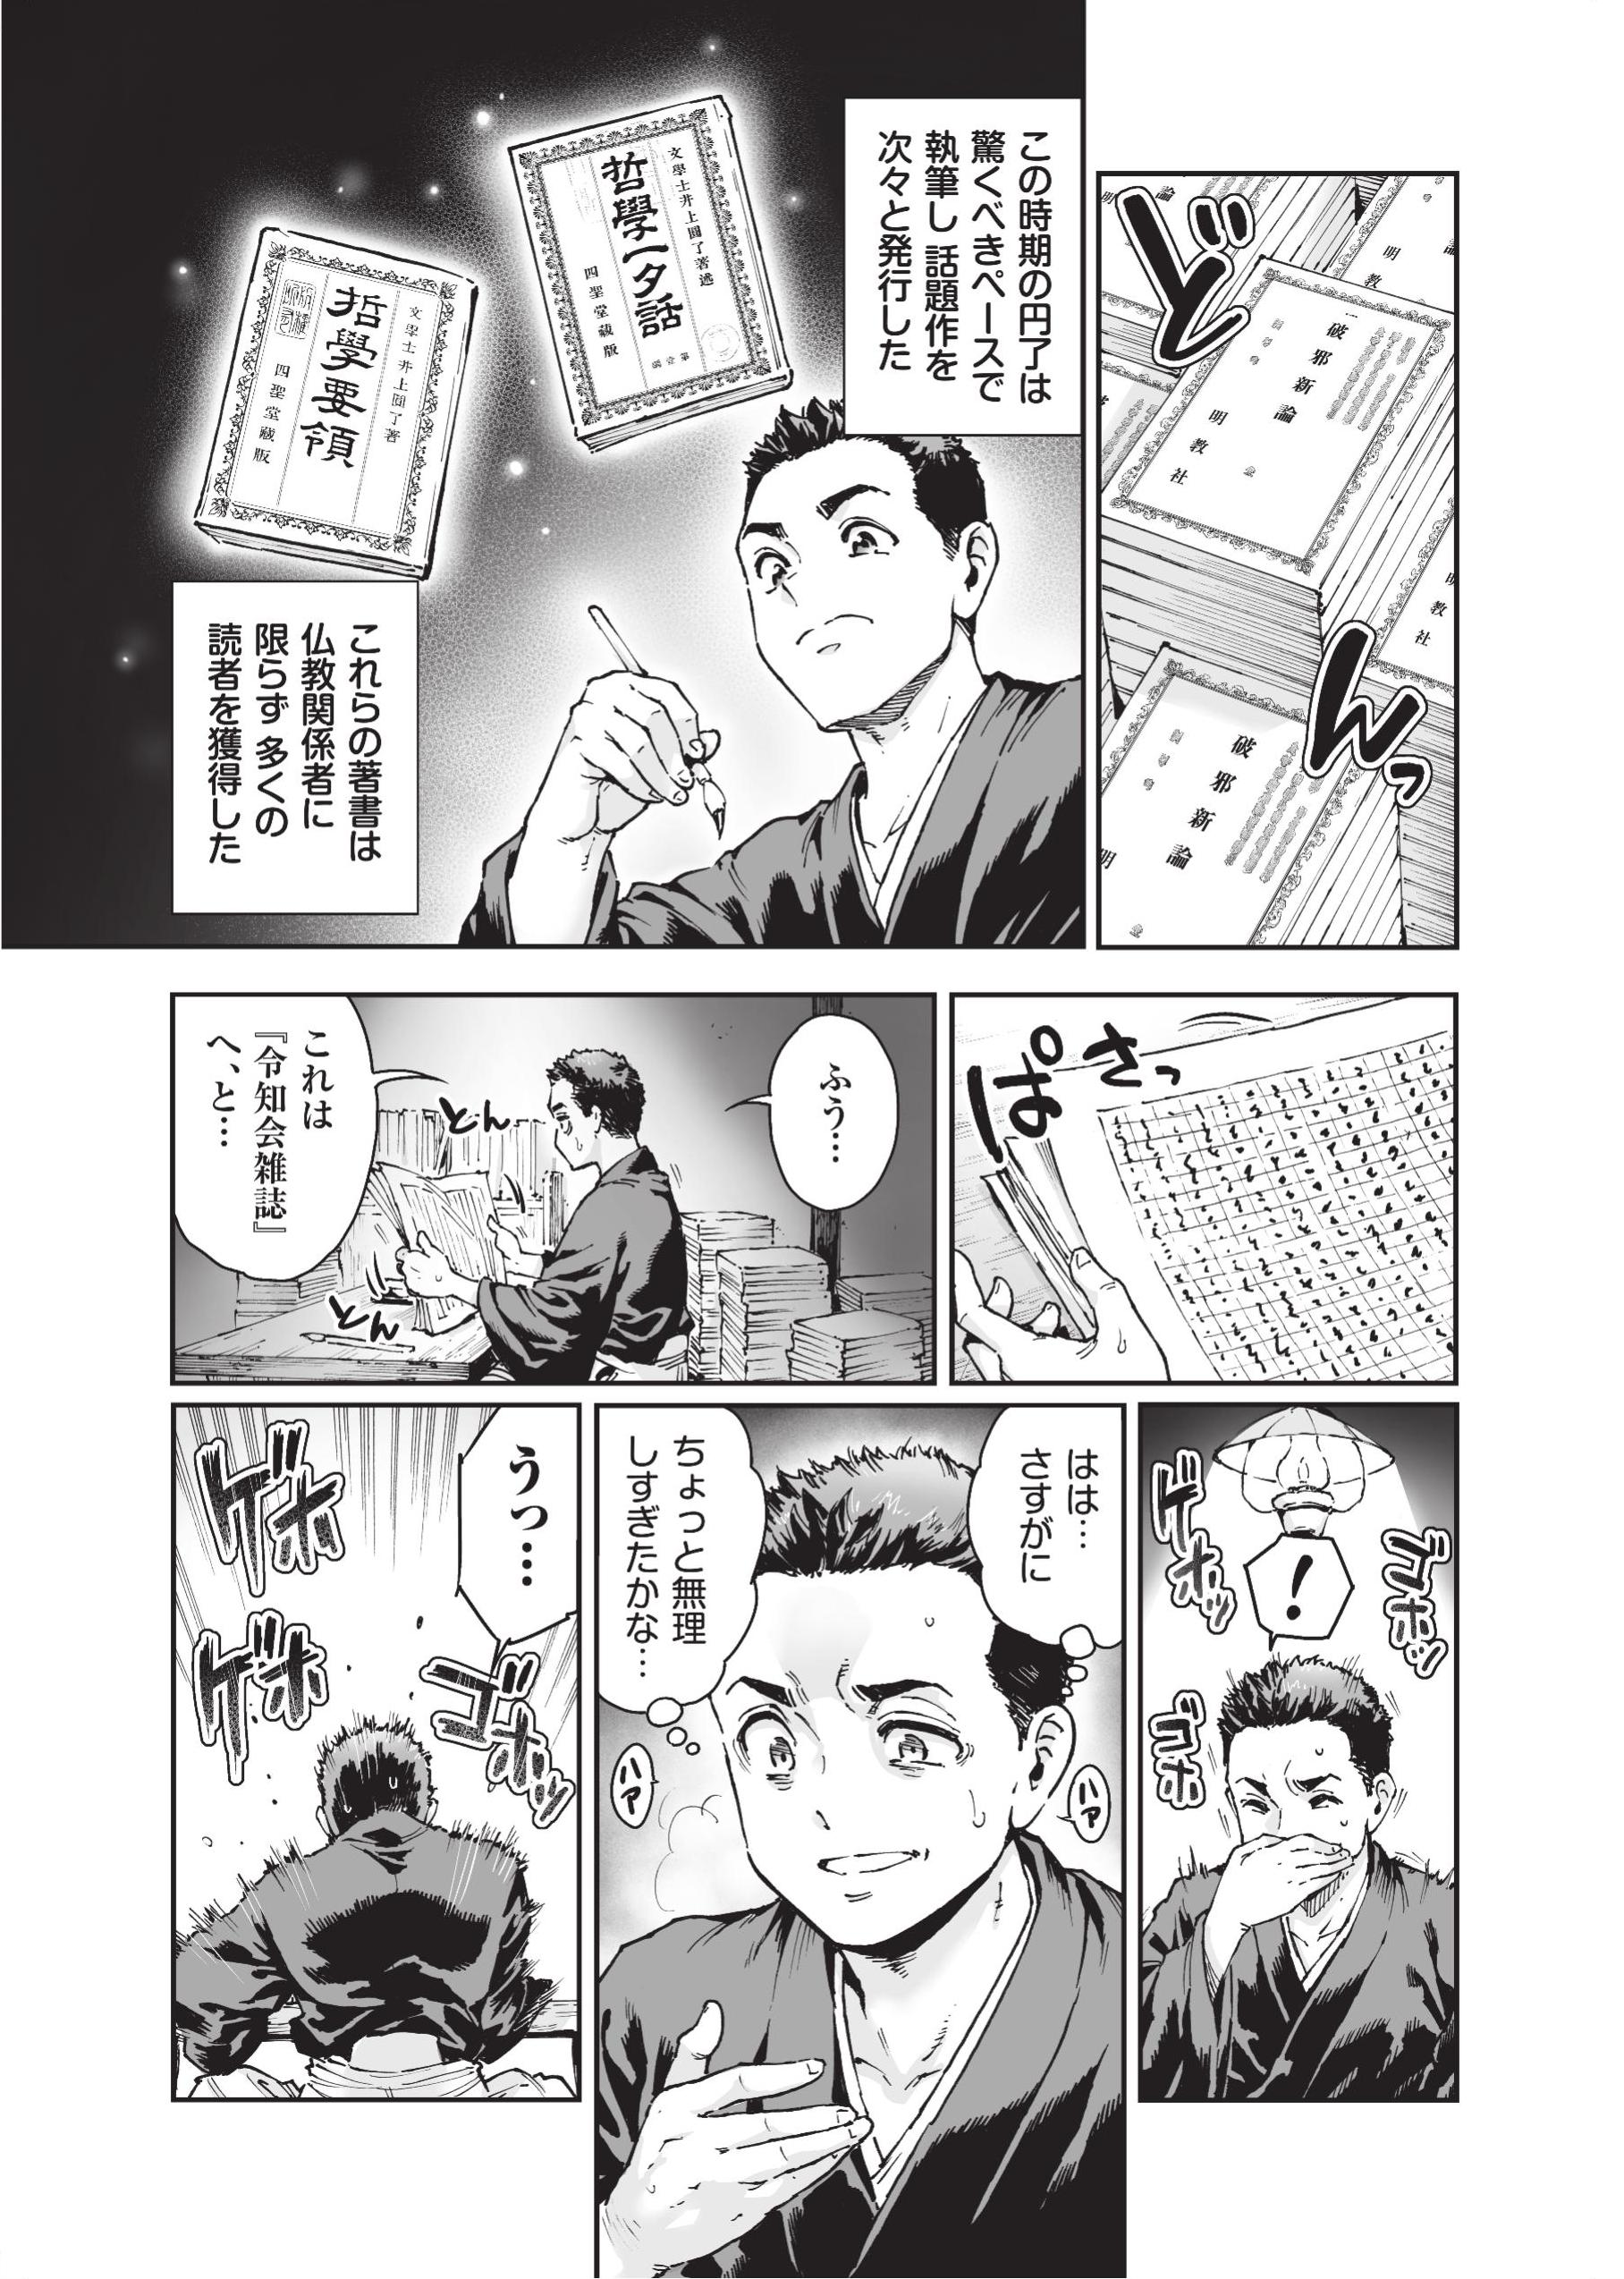 ど
んっ
破邪新論
明教社
論
明教
明教社
破邪新論
明
この時期の円了は
驚くべきペースで
執筆し 話題作を
次々と発行した
文學士井上圓了著述
哲學一夕話
四聖堂藏版
文學士井上圓了著
哲學要領
四聖堂藏版
これらの著書は
仏教関係者に
限らず 多くの
読者を獲得した
さっ
ぱ
ふう…
とん
とん
これは
『令知会雑誌』
へ、と…
ゴホッ
ゲホッ
！
ゴホ
はは…
さすがに
ちょっと無理
しすぎたかな…
ハァ
ハァ
うっ…
ゲホ
ゲホ
ゴホッ